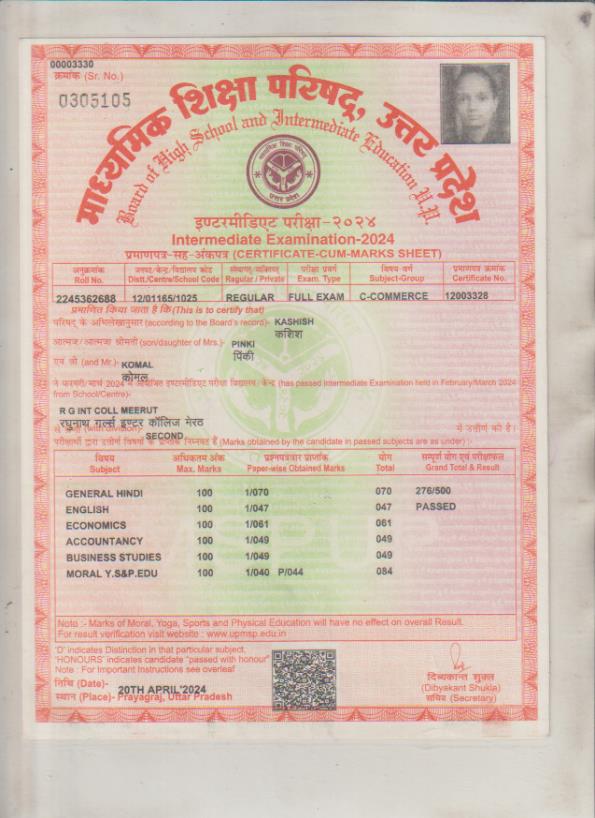 00003330
क्रमांक (Sr. No.)
0305105
माध्यमिक शिक्षा परिषद्, उत्तर प्रदेश
Board of High School and Intermediate Education U.P.
इण्टरमीडिएट परीक्षा-२०२४
Intermediate Examination-2024
प्रमाणपत्र-सह-अंकपत्र (CERTIFICATE-CUM-MARKS SHEET)
अनुक्रमांक जनपद/केन्द्र/विद्यालय कोड संस्थागत/व्यक्तिगत परीक्षा प्रवर्ग विषय-वर्ग प्रमाणपत्र क्रमांक
Roll No. Distt./Centre/School Code Regular / Private Exam. Type Subject-Group Certificate No.
2245362688 12/01165/1025 REGULAR FULL EXAM C-COMMERCE 12003328
प्रमाणित किया जाता है कि (This is to certify that)
परिषद के अभिलेखानुसार (according to the Board's record)- KASHISH
कशिश
आत्मज/आत्मजा श्रीमती (son/daughter of Mrs.)- PINKI
पिंकी
एवं श्री (and Mr.)- KOMAL
कोमल
ने फरवरी/मार्च 2024 में आयोजित इण्टरमीडिएट परीक्षा विद्यालय/ केन्द्र (has passed Intermediate Examination held in February/March 2024
from School/Centre)-
R G INT COLL MEERUT
रघुनाथ गर्ल्स इण्टर कॉलिज मेरठ
(with division)- SECOND में उत्तीर्ण की है।
परीक्षार्थी द्वारा उत्तीर्ण विषयों के प्राप्तांक निम्नवत हैं (Marks obtained by the candidate in passed subjects are as under) :-
विषय अधिकतम अंक प्रश्नपत्रवार प्राप्तांक योग सम्पूर्ण योग एवं परीक्षाफल
Subject Max. Marks Paper-wise Obtained Marks Total Grand Total & Result
GENERAL HINDI 100 1/070 070 276/500
ENGLISH 100 1/047 047 PASSED
ECONOMICS 100 1/061 061
ACCOUNTANCY 100 1/049 049
BUSINESS STUDIES 100 1/049 049
MORAL Y.S&P.EDU 100 1/040 P/044 084
Note :- Marks of Moral, Yoga, Sports and Physical Education will have no effect on overall Result.
For result verification visit website : www.upmsp.edu.in
'D' indicates Distinction in that particular subject,
'HONOURS' indicates candidate "passed with honour"
Note : For Important Instructions see overleaf
तिथि (Date)- 20TH APRIL'2024
स्थान (Place)- Prayagraj, Uttar Pradesh
दिब्यकान्त शुक्ल
(Dibyakant Shukla)
सचिव (Secretary)